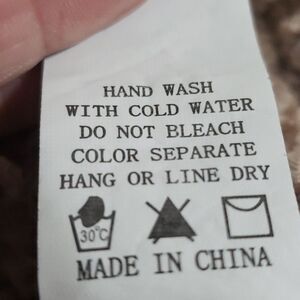 HAND WASH
WITH COLD WATER
DO NOT BLEACH
COLOR SEPARATE
HANG OR LINE DRY
30°C
MADE IN CHINA